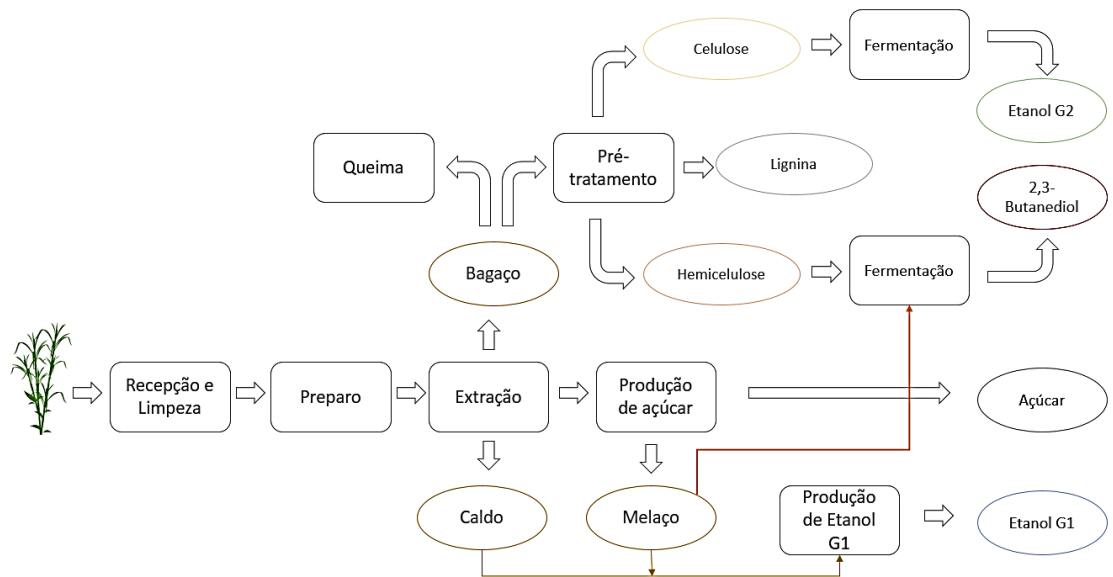 Celulose
Fermentação
Etanol G2
Queima
Pré-
tratamento
Lignina
2,3-
Butanediol
Bagaço
Hemicelulose
Fermentação
Recepção e
Limpeza
Preparo
Extração
Produção
de açúcar
Açúcar
Caldo
Melaço
Produção
de Etanol
G1
Etanol G1